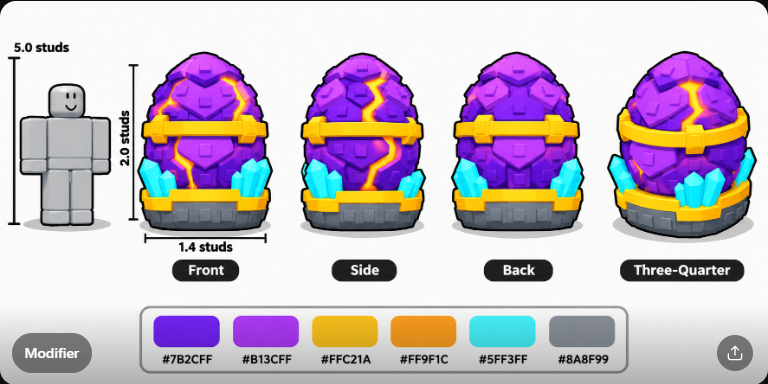 5.0 studs
2.0 studs
1.4 studs
Front
Side
Back
Three-Quarter
#7B2CFF
#B13CFF
#FFC21A
#FF9F1C
#5FF3FF
#8A8F99
Modifier